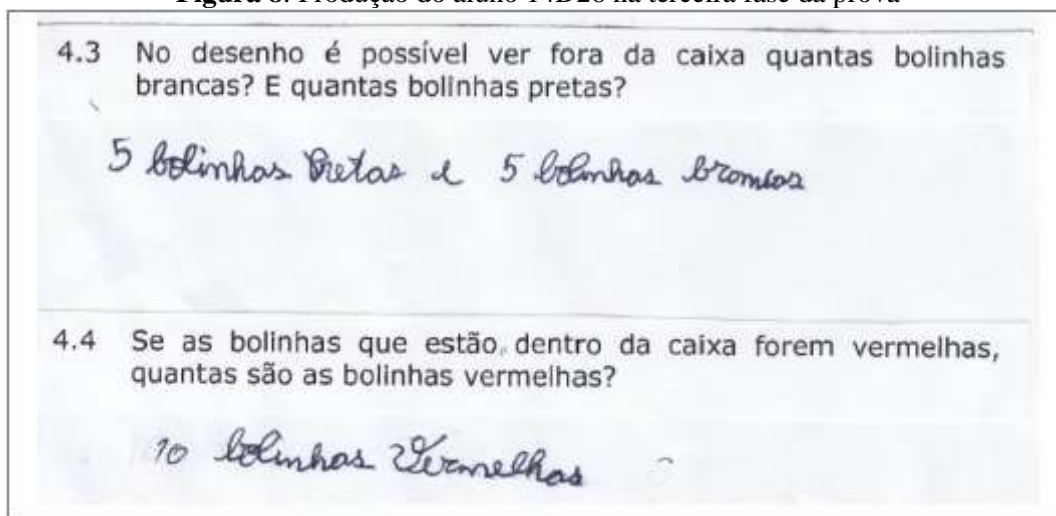 Figura 8. Produção do aluno T4D28 na terceira fase da prova
4.3 No desenho é possível ver fora da caixa quantas bolinhas
brancas? E quantas bolinhas pretas?
5 bolinhas Pretas e 5 bolinhas brancas
4.4 Se as bolinhas que estão dentro da caixa forem vermelhas,
quantas são as bolinhas vermelhas?
10 bolinhas Vermelhas